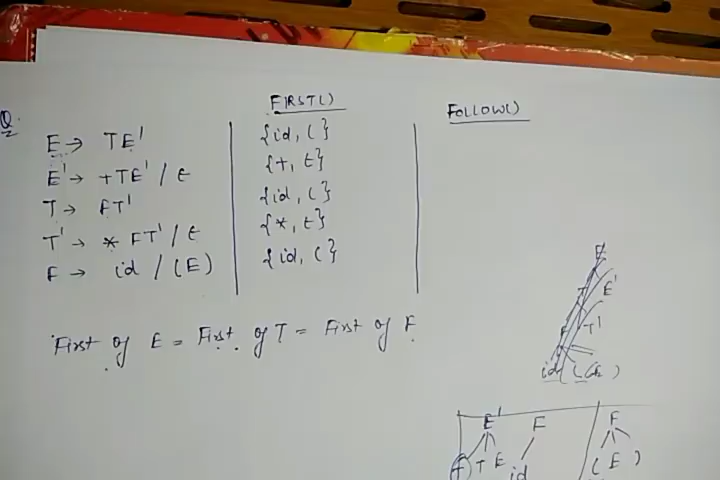 Q.
FIRST() FOLLOW()
E → TE' {id, (}
E' → +TE' / ε {+, ε}
T → FT' {id, (}
T' → * FT' / ε {*, ε}
F → id / (E) {id, (}
First of E = First of T = First of F
E
T E'
F T'
id ( )
E' F F
+ T E id ( E )